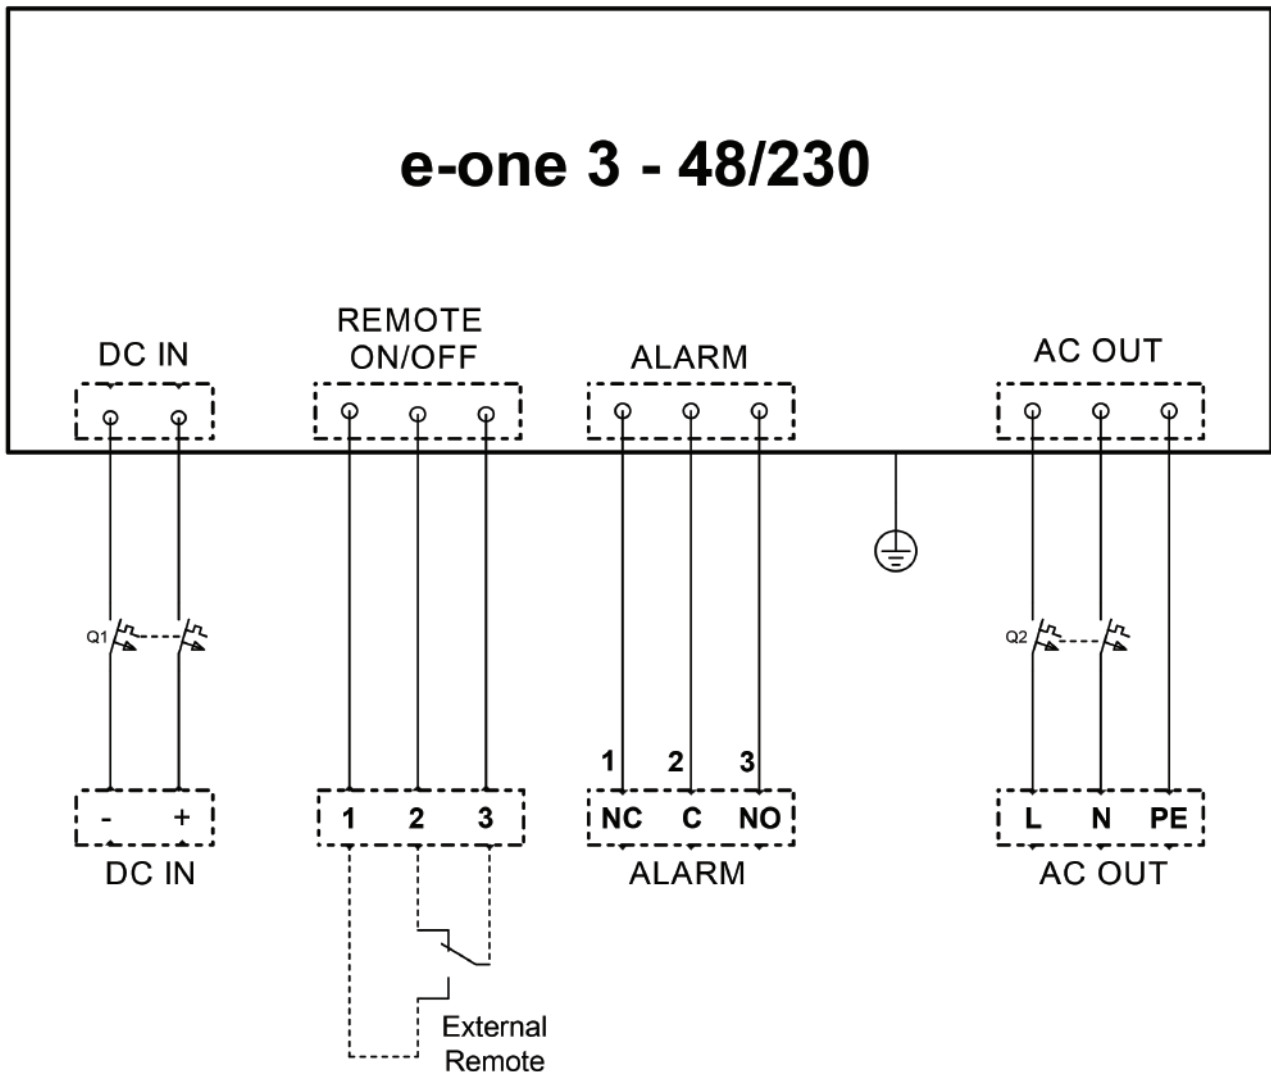 e-one 3 - 48/230
DC IN
REMOTE
ON/OFF
ALARM
AC OUT
Q1
Q2
1 2 3
- +
1 2 3
NC C NO
L N PE
DC IN
ALARM
AC OUT
External
Remote